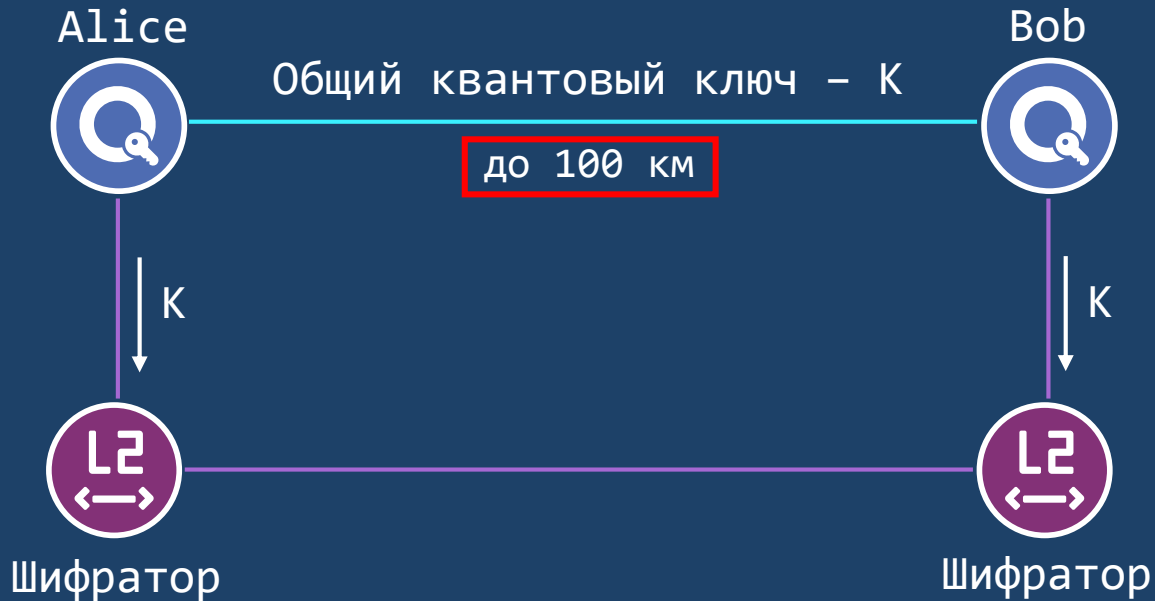 Alice
Bob
Общий квантовый ключ – К
до 100 км
К
К
L2
L2
Шифратор
Шифратор